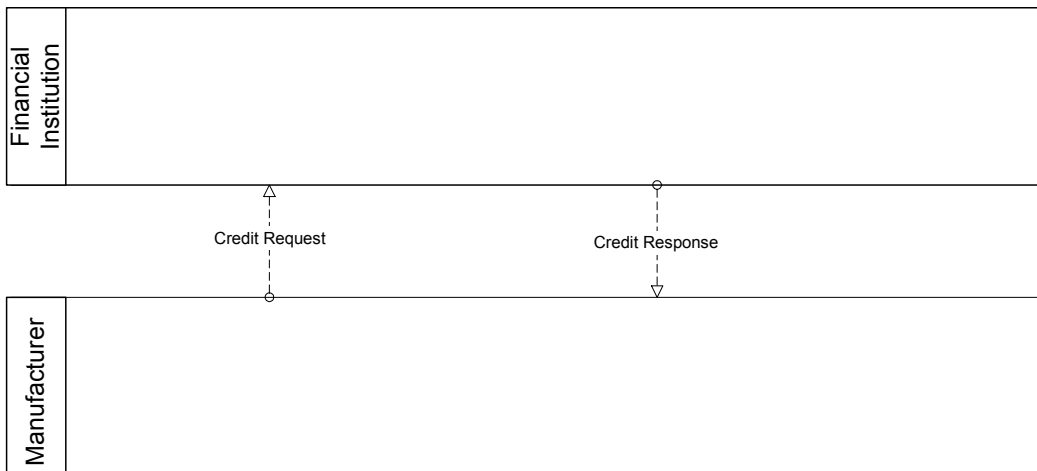 Financial
Institution
Credit Request
Credit Response
Manufacturer